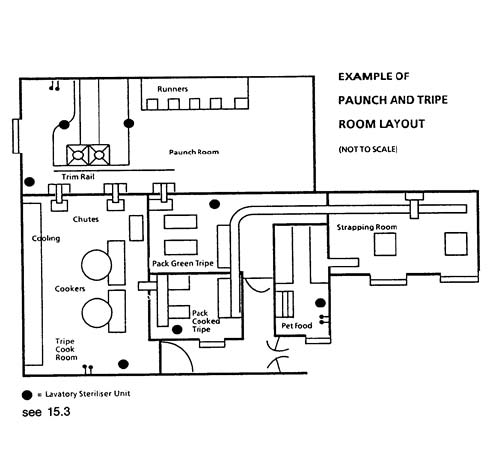 EXAMPLE OF
PAUNCH AND TRIPE
ROOM LAYOUT
(NOT TO SCALE)
Runners
Paunch Room
Trim Rail
Chutes
Cooling
Strapping Room
Pack Green Tripe
Cookers
Pack
Cooked
Tripe
Pet Food
Tripe
Cook
Room
= Lavatory Steriliser Unit
see 15.3